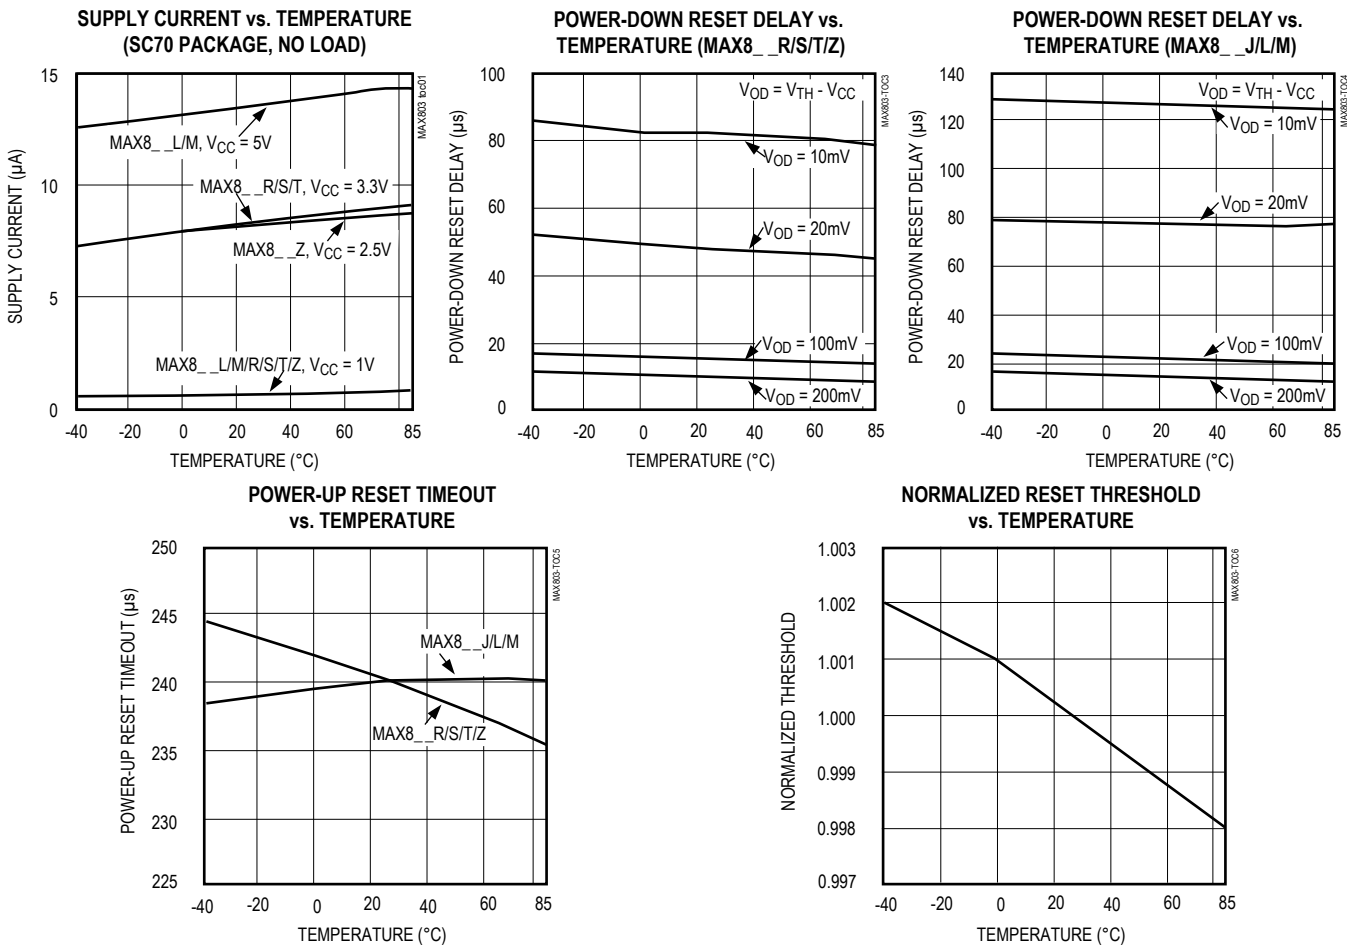 SUPPLY CURRENT vs. TEMPERATURE
(SC70 PACKAGE, NO LOAD)
MAX803 toc01
SUPPLY CURRENT (µA)
15
10
5
0
MAX8_ _L/M, VCC = 5V
MAX8_ _R/S/T, VCC = 3.3V
MAX8_ _Z, VCC = 2.5V
MAX8_ _L/M/R/S/T/Z, VCC = 1V
-40 -20 0 20 40 60 85
TEMPERATURE (°C)
POWER-DOWN RESET DELAY vs.
TEMPERATURE (MAX8_ _R/S/T/Z)
MAX803-TOC3
POWER-DOWN RESET DELAY (µs)
100
80
60
40
20
0
VOD = VTH - VCC
VOD = 10mV
VOD = 20mV
VOD = 100mV
VOD = 200mV
-40 -20 0 20 40 60 85
TEMPERATURE (°C)
POWER-DOWN RESET DELAY vs.
TEMPERATURE (MAX8_ _J/L/M)
MAX803-TOC4
POWER-DOWN RESET DELAY (µs)
140
120
100
80
60
40
20
0
VOD = VTH - VCC
VOD = 10mV
VOD = 20mV
VOD = 100mV
VOD = 200mV
-40 -20 0 20 40 60 85
TEMPERATURE (°C)
POWER-UP RESET TIMEOUT
vs. TEMPERATURE
MAX803-TOC5
POWER-UP RESET TIMEOUT (µs)
250
245
240
235
230
225
MAX8_ _J/L/M
MAX8_ _R/S/T/Z
-40 -20 0 20 40 60 85
TEMPERATURE (°C)
NORMALIZED RESET THRESHOLD
vs. TEMPERATURE
MAX803-TOC6
NORMALIZED THRESHOLD
1.003
1.002
1.001
1.000
0.999
0.998
0.997
-40 -20 0 20 40 60 85
TEMPERATURE (°C)